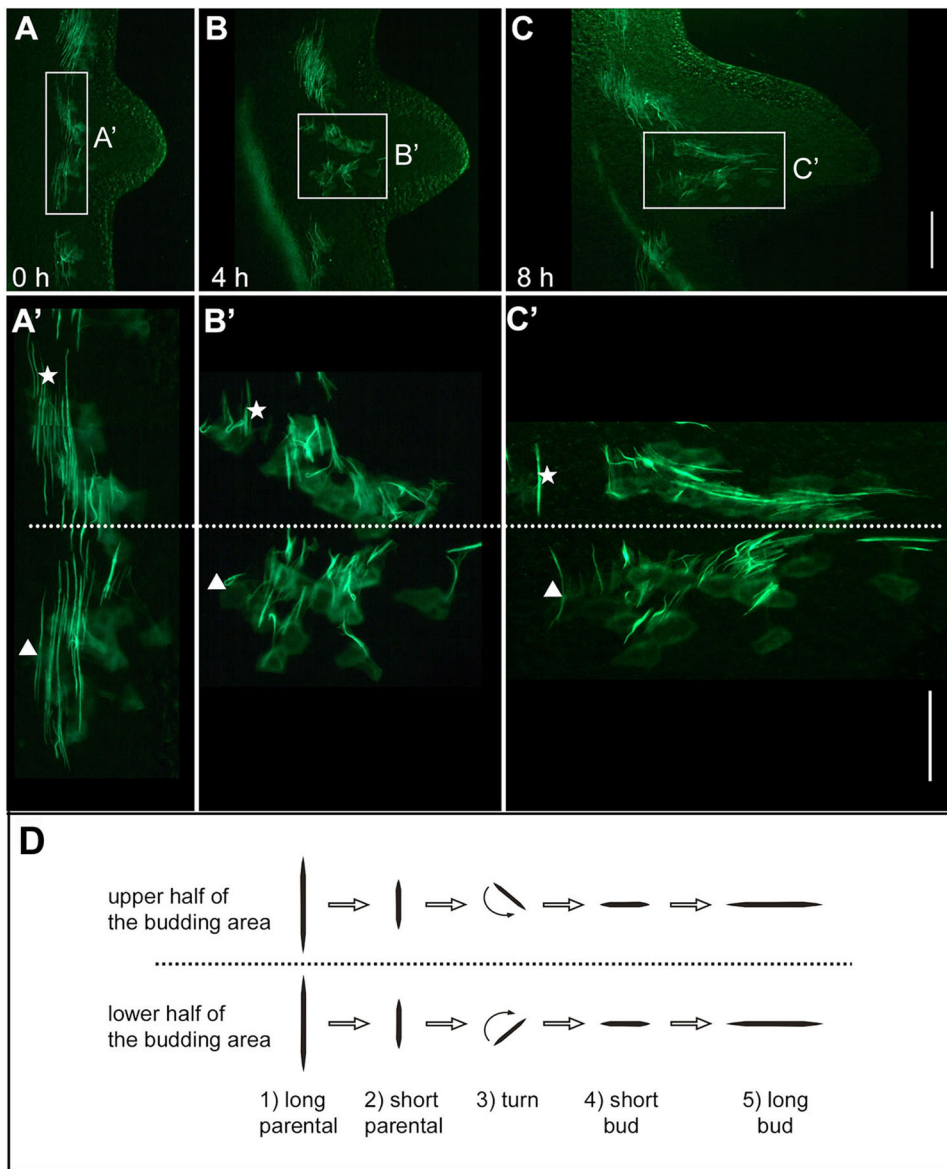 A
B
C
A'
B'
C'
0 h
4 h
8 h
A'
B'
C'
D
upper half of
the budding area
lower half of
the budding area
1) long
parental
2) short
parental
3) turn
4) short
bud
5) long
bud